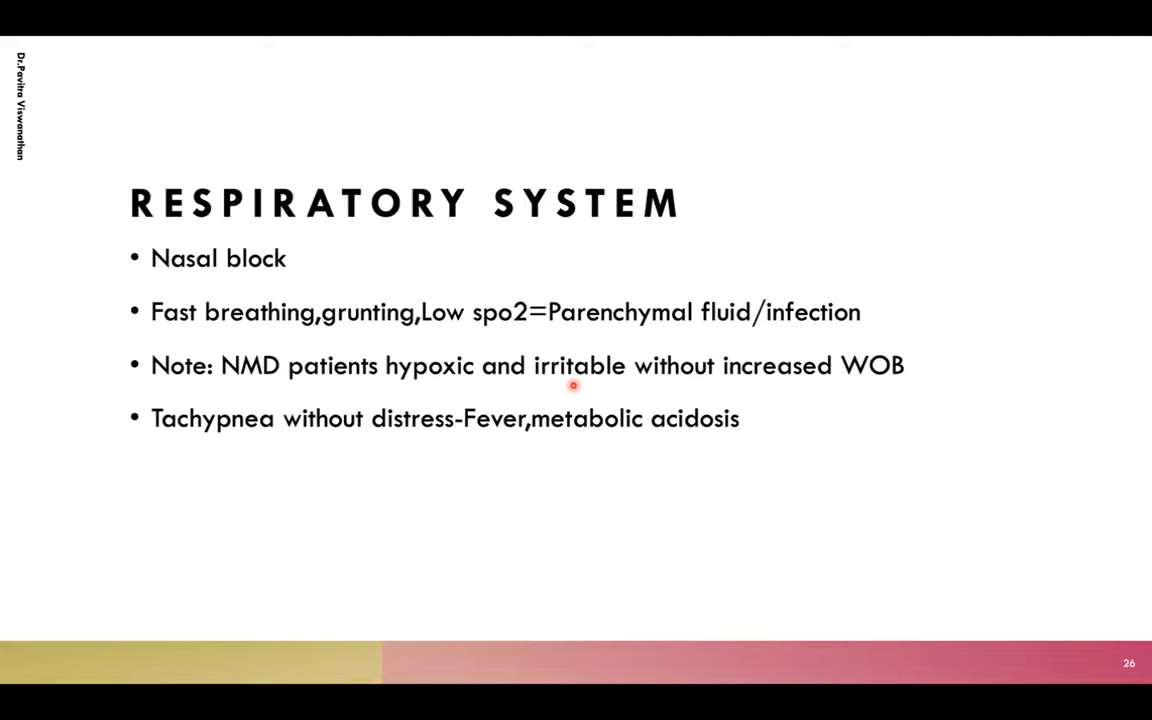 Dr.Pavitra Viswanathan
RESPIRATORY SYSTEM
• Nasal block
• Fast breathing,grunting,Low spo2=Parenchymal fluid/infection
• Note: NMD patients hypoxic and irritable without increased WOB
• Tachypnea without distress-Fever,metabolic acidosis
26